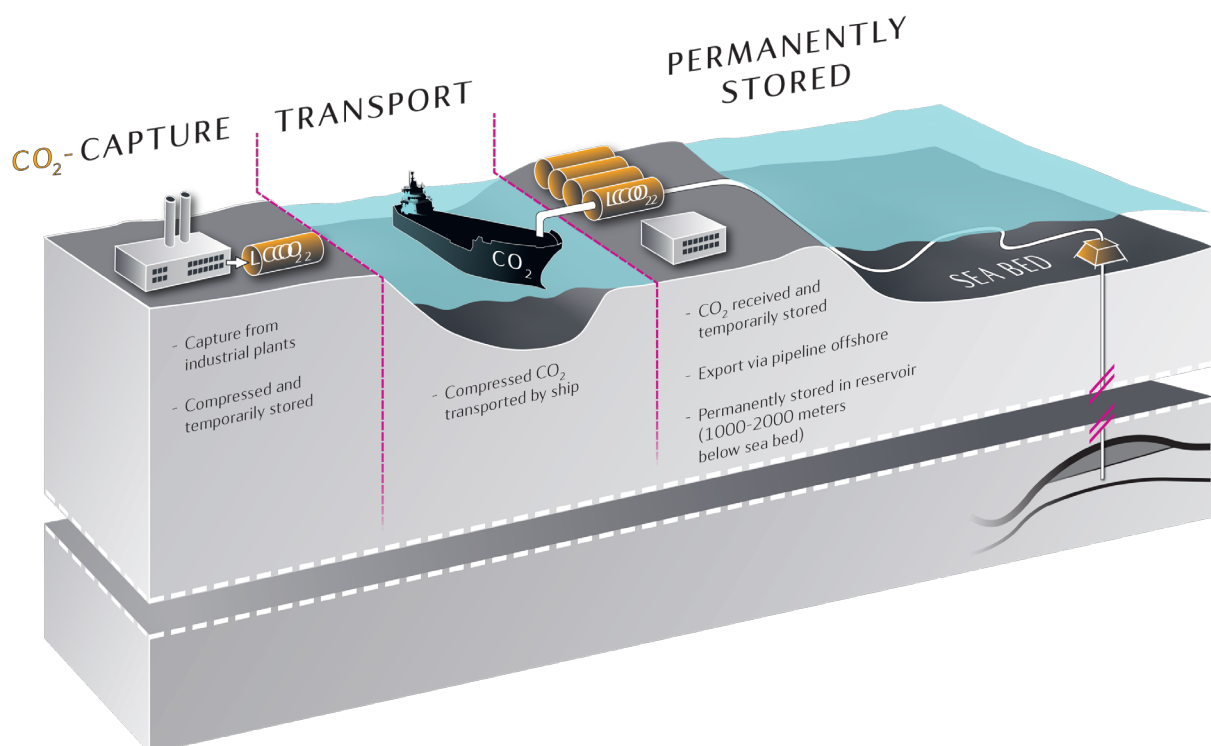 CO₂- CAPTURE
TRANSPORT
PERMANENTLY
STORED
LCCOO₂₂
CO₂
LCCOO₂₂
SEA BED
- Capture from
industrial plants
- Compressed and
temporarily stored
- Compressed CO₂
transported by ship
- CO₂ received and
temporarily stored
- Export via pipeline offshore
- Permanently stored in reservoir
(1000-2000 meters
below sea bed)